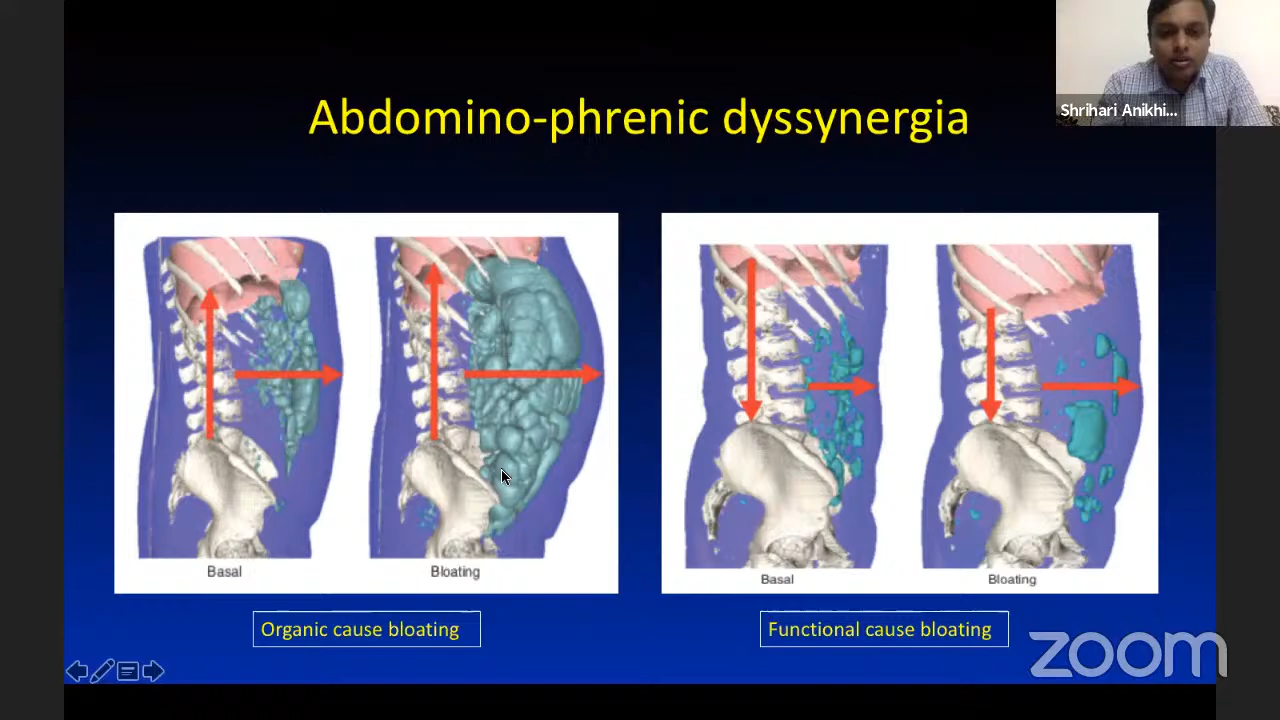 Shrihari Anikhi...
Abdomino-phrenic dyssynergia
Basal
Bloating
Basal
Bloating
Organic cause bloating
Functional cause bloating
zoom